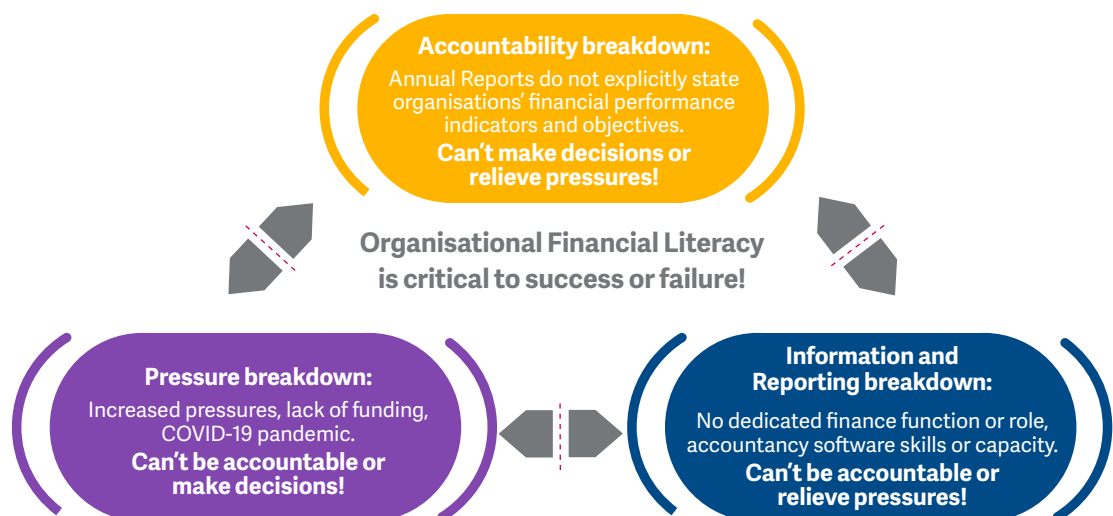 Accountability breakdown:
Annual Reports do not explicitly state
organisations’ financial performance
indicators and objectives.
Can’t make decisions or
relieve pressures!
Organisational Financial Literacy
is critical to success or failure!
Pressure breakdown:
Increased pressures, lack of funding,
COVID-19 pandemic.
Can’t be accountable or
make decisions!
Information and
Reporting breakdown:
No dedicated finance function or role,
accountancy software skills or capacity.
Can’t be accountable or
relieve pressures!